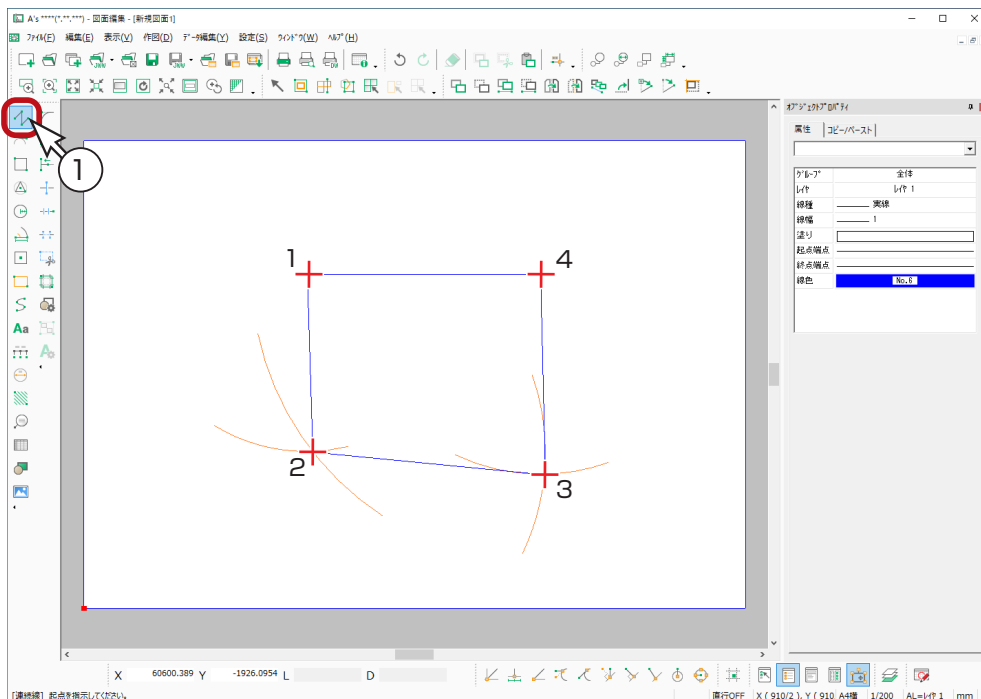 A's ****(*.**.***) - 図面編集 - [新規図面1]
ﾌｧｲﾙ(F) 編集(E) 表示(V) 作図(D) ﾃﾞｰﾀ編集(Y) 設定(S) ｳｨﾝﾄﾞｳ(W) ﾍﾙﾌﾟ(H)
JWW JWW DW
1
Aa
1
4
2
3
ｵﾌﾞｼﾞｪｸﾄﾌﾟﾛﾊﾟﾃｨ
属性 ｺﾋﾟｰ/ﾍﾟｰｽﾄ
ｸﾞﾙｰﾌﾟ 全体
ﾚｲﾔ ﾚｲﾔ 1
線種 実線
線幅 1
塗り
起点端点
終点端点
線色 No.6
X 60600.389 Y -1926.0954 L D
[連続線] 起点を指示してください。
直行OFF X ( 910/2 ), Y ( 910 A4横 1/200 AL=ﾚｲﾔ 1 mm